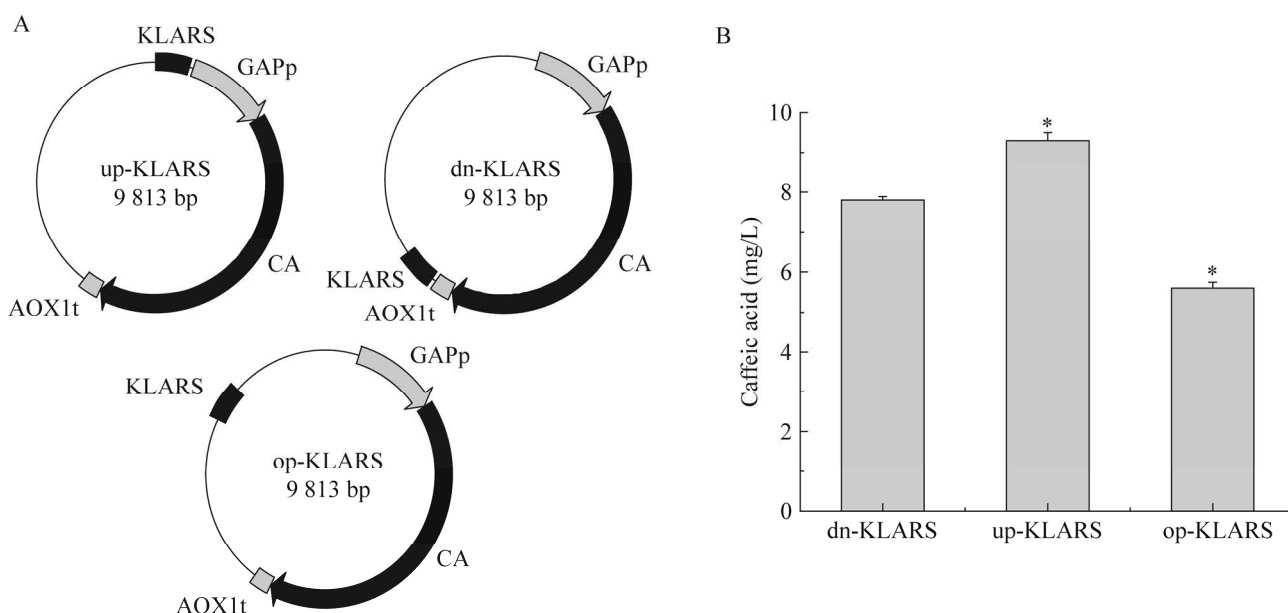 A
KLARS
GAPp
up-KLARS
9 813 bp
CA
AOX1t
GAPp
dn-KLARS
9 813 bp
KLARS
CA
AOX1t
GAPp
KLARS
op-KLARS
9 813 bp
CA
AOX1t
B
Caffeic acid (mg/L)
10
8
6
4
2
0
*
*
dn-KLARS
up-KLARS
op-KLARS